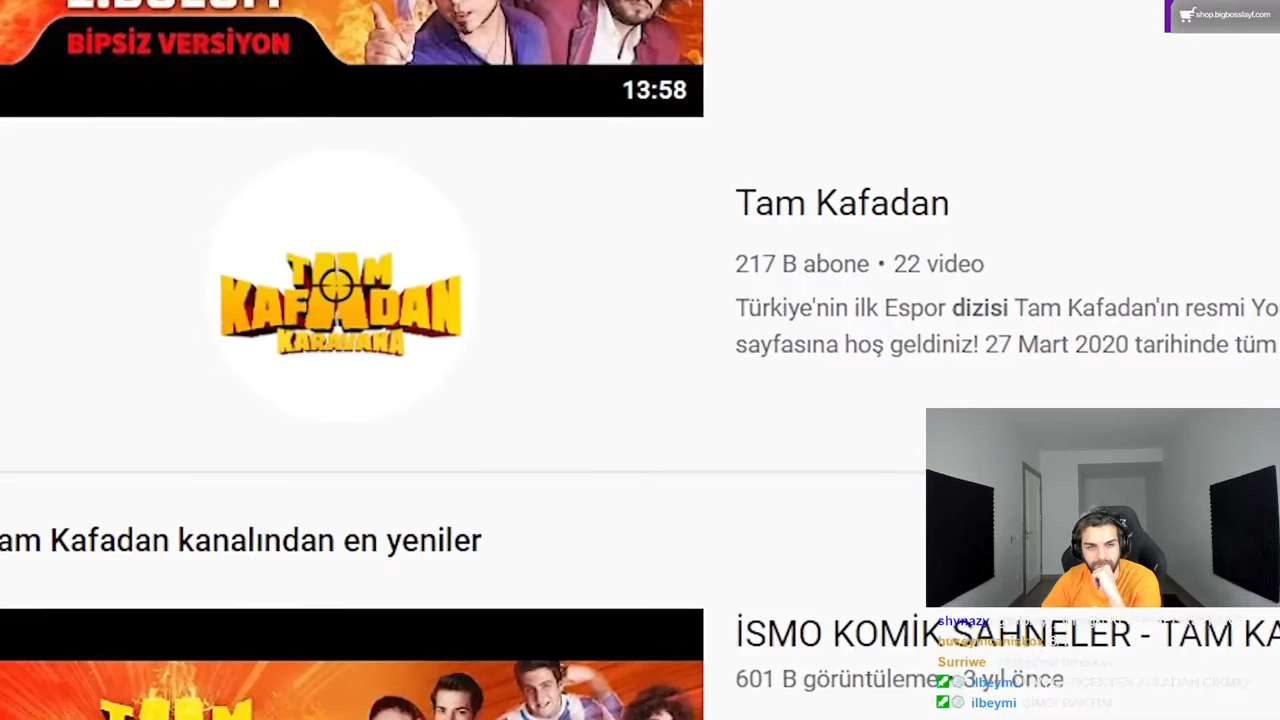 BİPSİZ VERSİYON
shop.bigbosslayf.com
13:58
TAM
KAFADAN
KARAVANA
Tam Kafadan
217 B abone • 22 video
Türkiye'nin ilk Espor dizisi Tam Kafadan'ın resmi Yo
sayfasına hoş geldiniz! 27 Mart 2020 tarihinde tüm
am Kafadan kanalından en yeniler
İSMO KOMİK SAHNELER - TAM KA
601 B görüntüleme • 3 yıl önce
shynazy
Surriwe
ilbeymi
ilbeymi